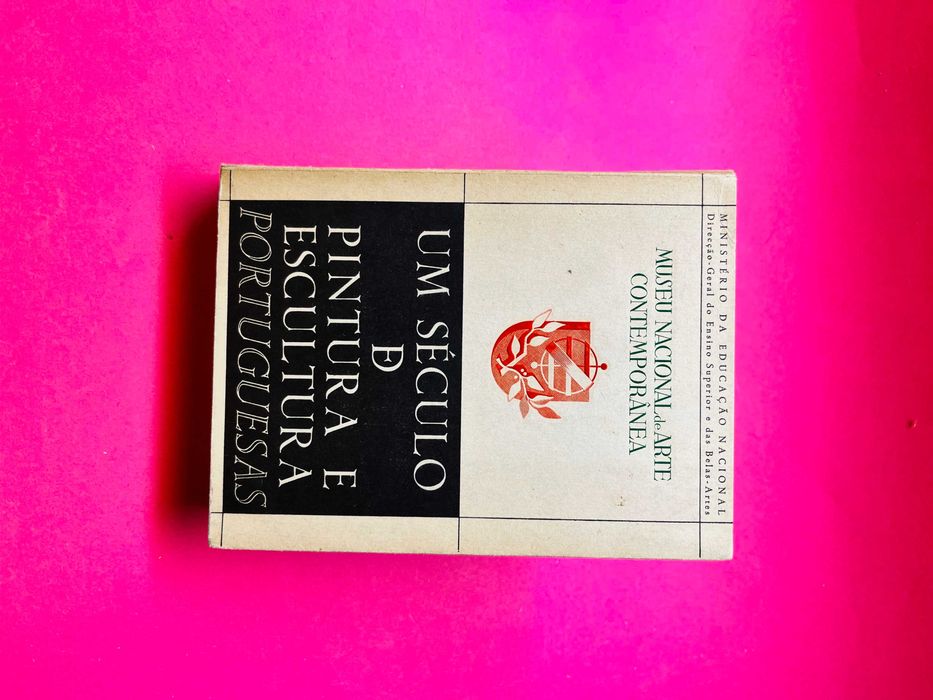 MINISTÉRIO DA EDUCAÇÃO NACIONAL
Direcção-Geral do Ensino Superior e das Belas-Artes
MUSEU NACIONAL de ARTE
CONTEMPORÂNEA
UM SÉCULO
DE
PINTURA E
ESCULTURA
PORTUGUESAS